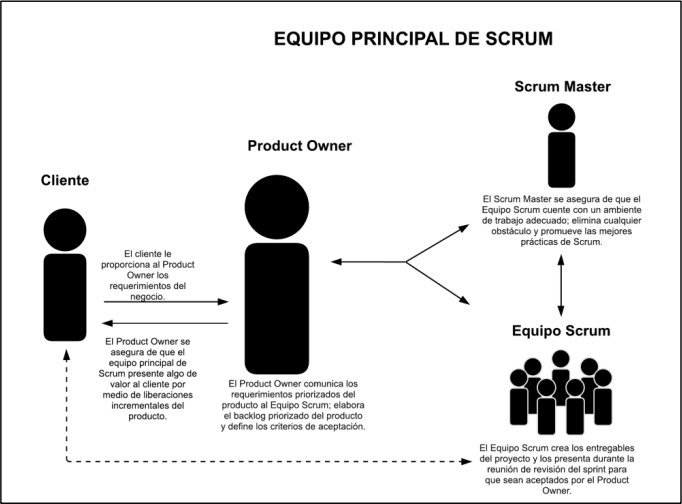 EQUIPO PRINCIPAL DE SCRUM
Scrum Master
Product Owner
Cliente
El Scrum Master se asegura de que el
Equipo Scrum cuente con un ambiente
de trabajo adecuado; elimina cualquier
obstáculo y promueve las mejores
prácticas de Scrum.
El cliente le
proporciona al Product
Owner los
requerimientos del
negocio.
El Product Owner se
asegura de que el
equipo principal de
Scrum presente algo de
valor al cliente por
medio de liberaciones
incrementales del
producto.
El Product Owner comunica los
requerimientos priorizados del
producto al Equipo Scrum; elabora
el backlog priorizado del producto
y define los criterios de aceptación.
Equipo Scrum
El Equipo Scrum crea los entregables
del proyecto y los presenta durante la
reunión de revisión del sprint para
que sean aceptados por el Product
Owner.